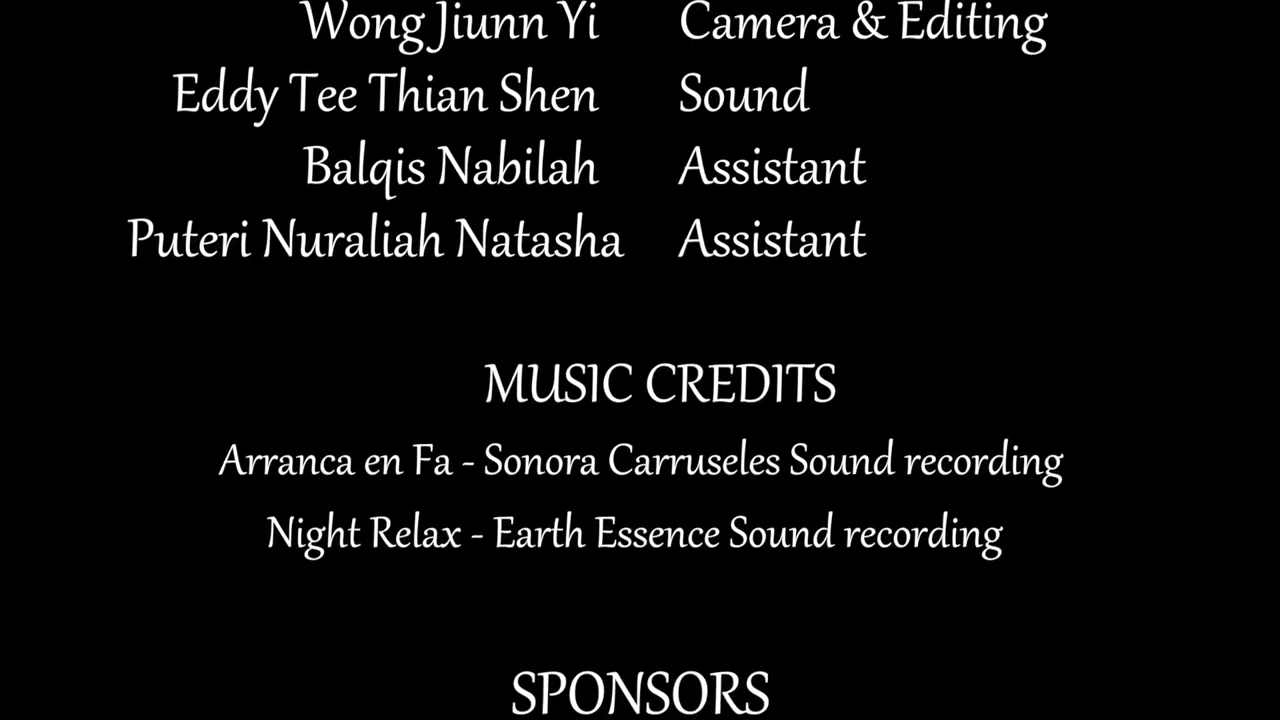 Wong Jiunn Yi Camera & Editing
Eddy Tee Thian Shen Sound
Balqis Nabilah Assistant
Puteri Nuraliah Natasha Assistant
MUSIC CREDITS
Arranca en Fa - Sonora Carruseles Sound recording
Night Relax - Earth Essence Sound recording
SPONSORS